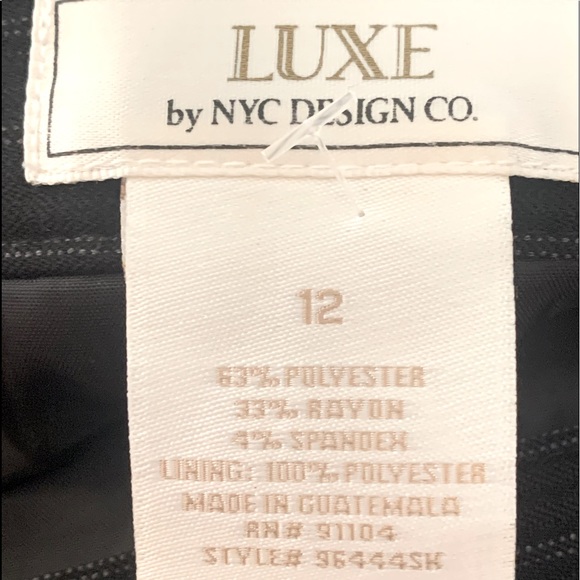 LUXE
by NYC DESIGN CO.
12
63% POLYESTER
33% RAYON
4% SPANDEX
LINING: 100% POLYESTER
MADE IN GUATEMALA
RN# 91104
STYLE# 96444SK